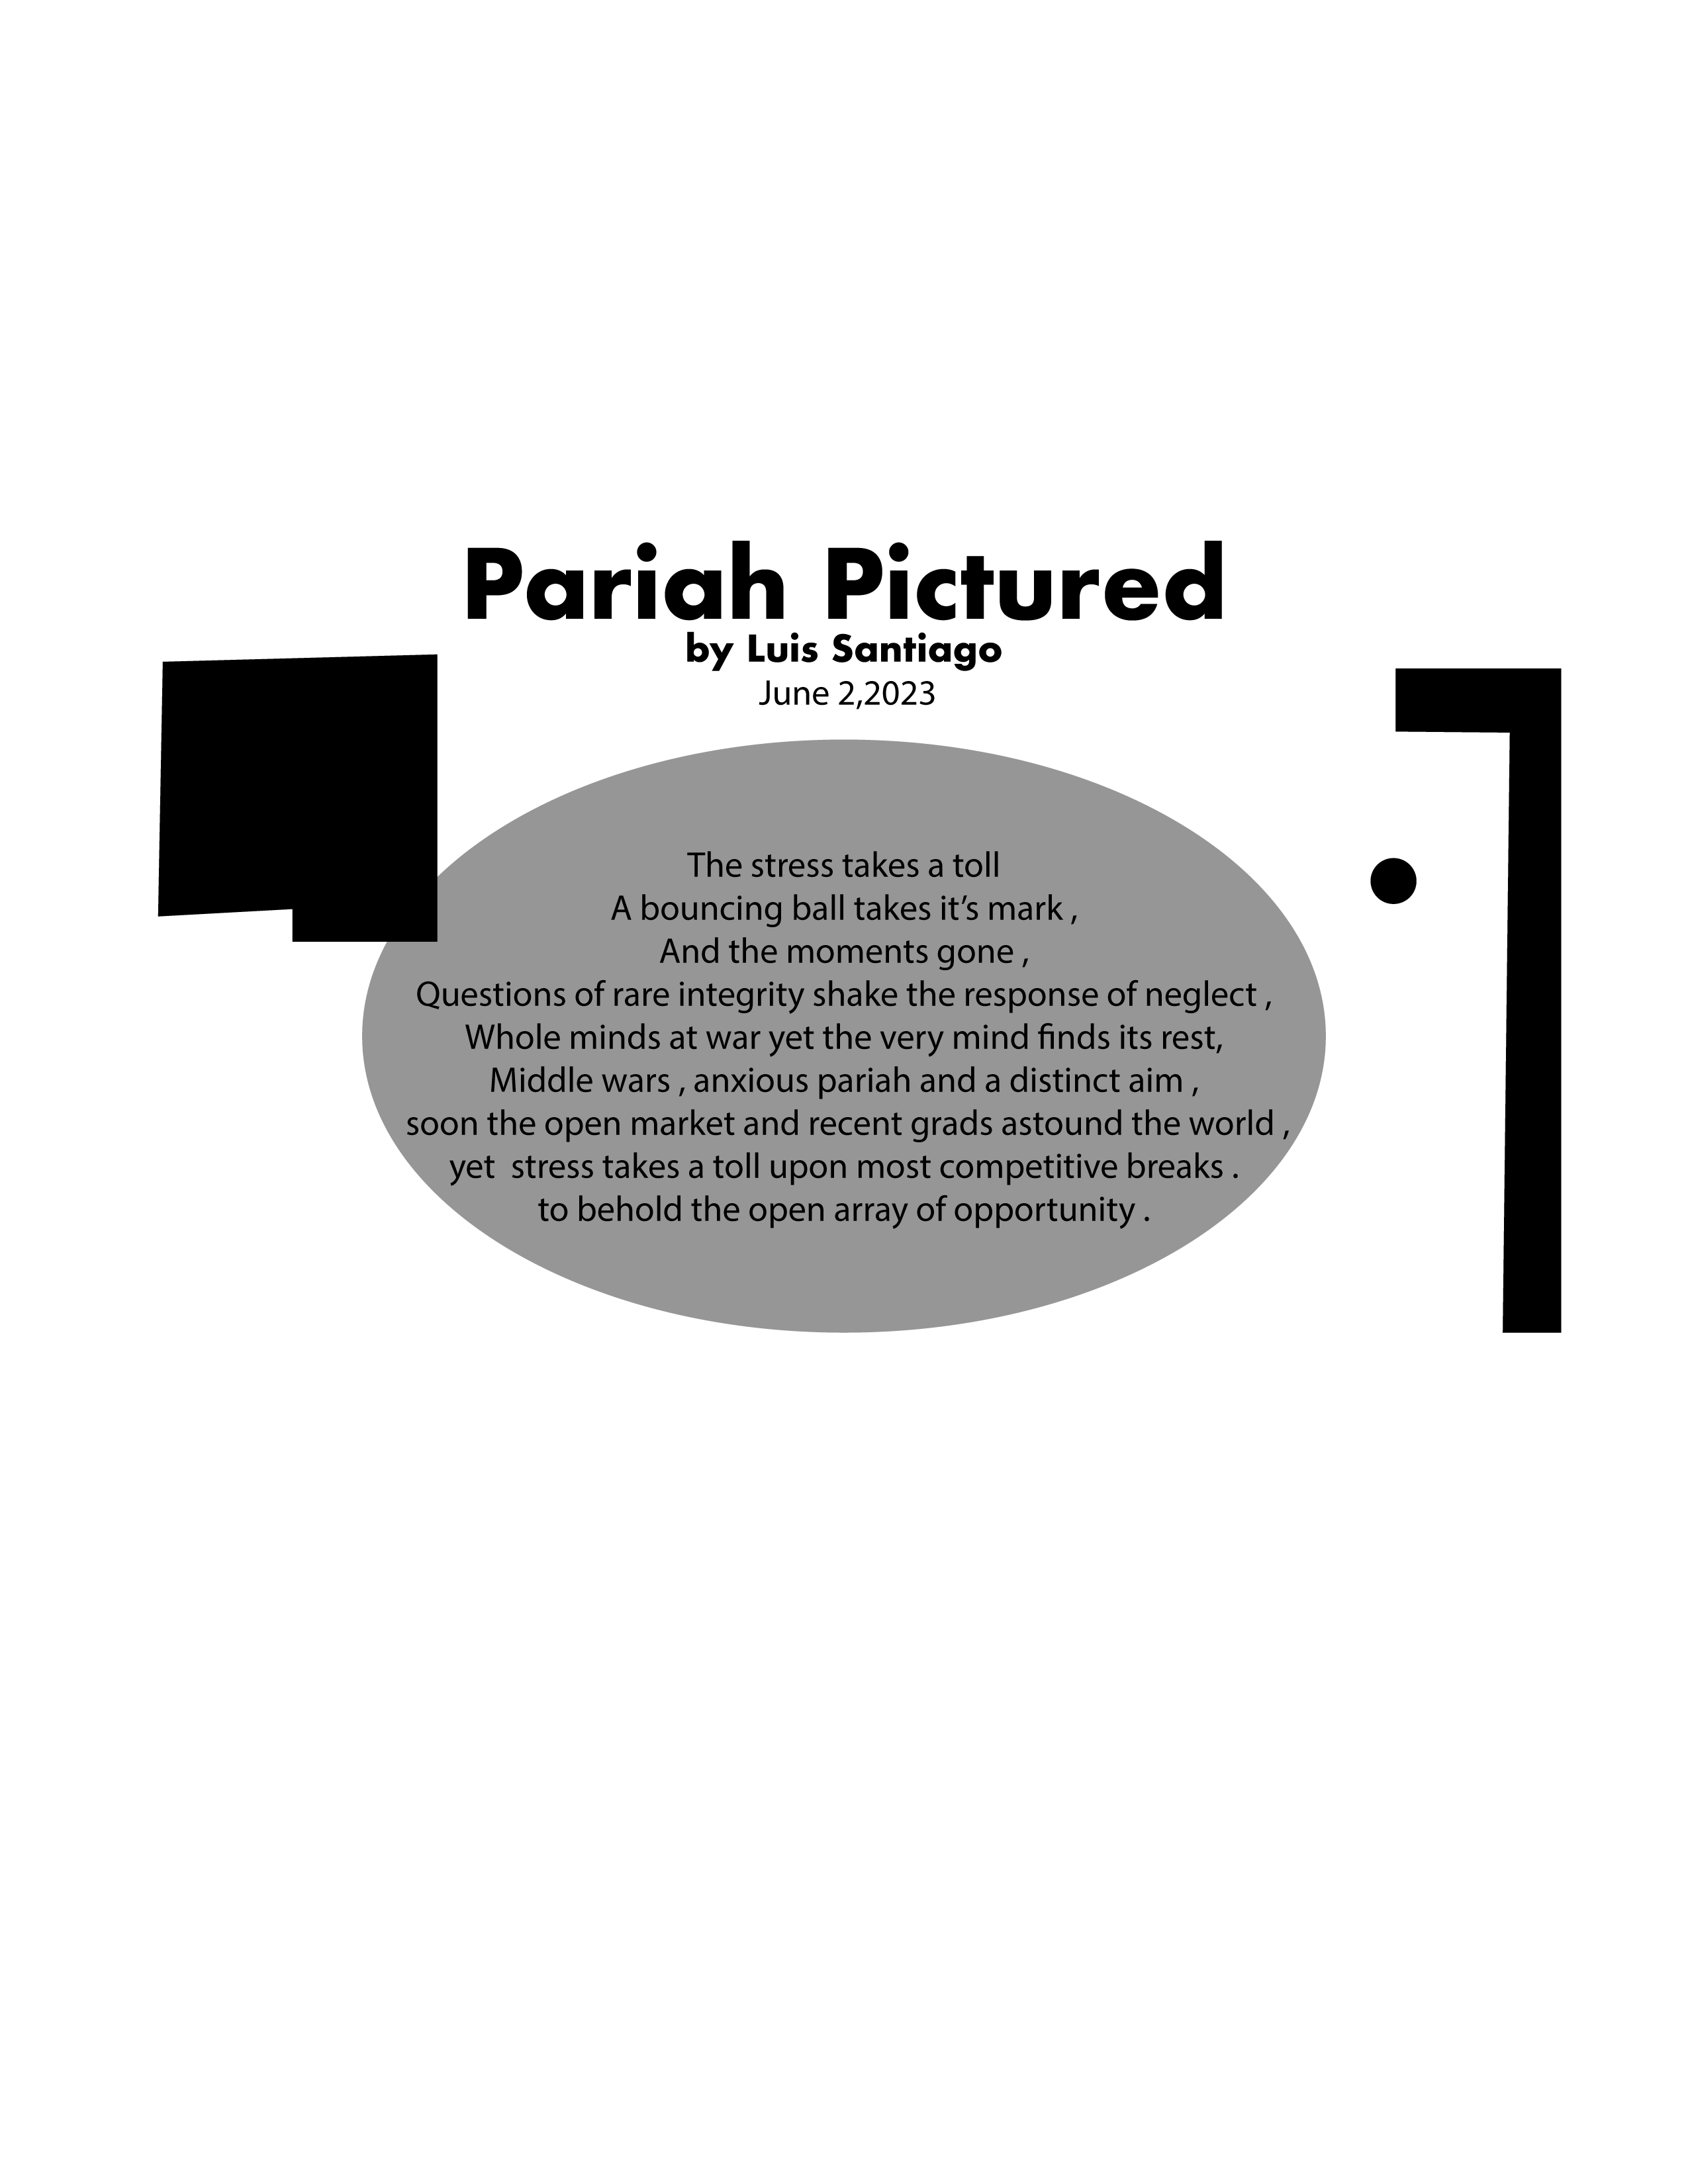 Pariah Pictured
by Luis Santiago
June 2,2023
The stress takes a toll
A bouncing ball takes it’s mark ,
And the moments gone ,
Questions of rare integrity shake the response of neglect ,
Whole minds at war yet the very mind finds its rest,
Middle wars , anxious pariah and a distinct aim ,
soon the open market and recent grads astound the world ,
yet  stress takes a toll upon most competitive breaks .
to behold the open array of opportunity .